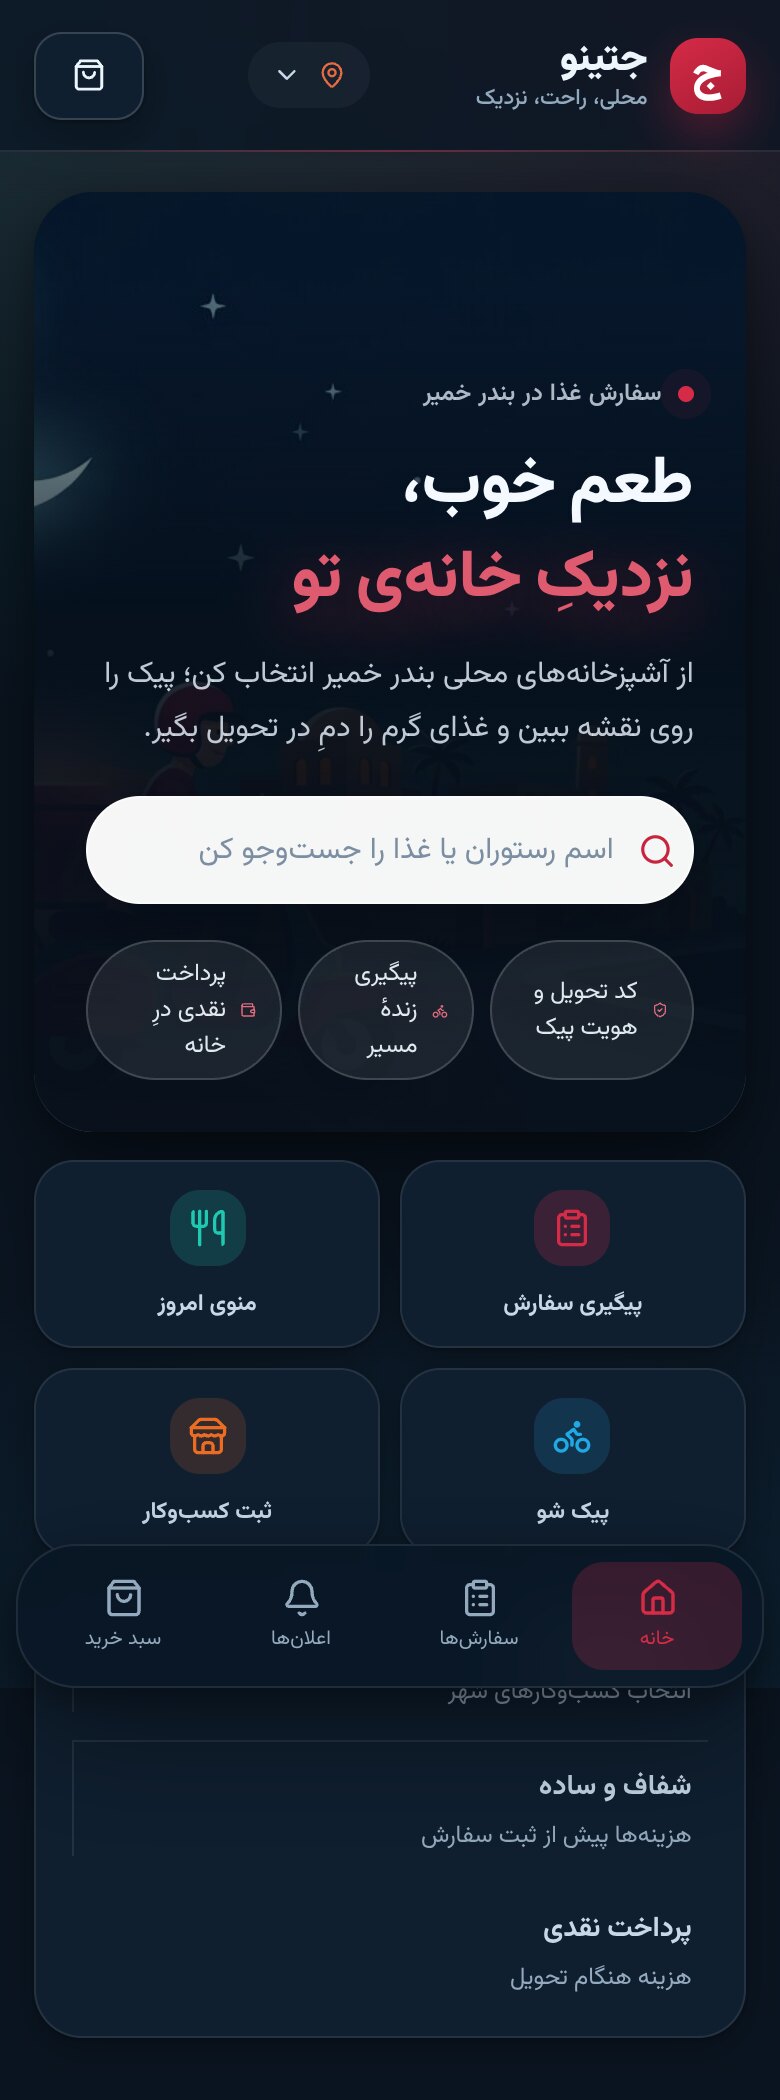 ج
جتینو
محلی، راحت، نزدیک
سفارش غذا در بندر خمیر
طعم خوب،
نزدیکِ خانه‌ی تو
از آشپزخانه‌های محلی بندر خمیر انتخاب کن؛ پیک را
روی نقشه ببین و غذای گرم را دمِ در تحویل بگیر.
اسم رستوران یا غذا را جست‌وجو کن
کد تحویل و
هویت پیک
پیگیری
زندهٔ
مسیر
پرداخت
نقدی درِ
خانه
پیگیری سفارش
منوی امروز
پیک شو
ثبت کسب‌وکار
خانه
سفارش‌ها
اعلان‌ها
سبد خرید
انتخاب کسب‌وکارهای شهر
شفاف و ساده
هزینه‌ها پیش از ثبت سفارش
پرداخت نقدی
هزینه هنگام تحویل